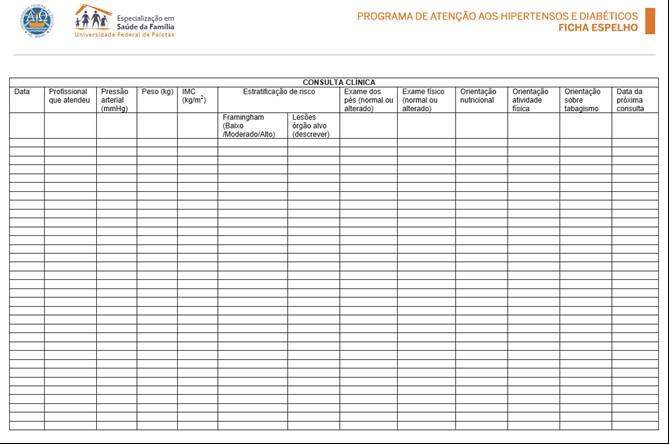 Especialização em
Saúde da Família
Universidade Federal de Pelotas
PROGRAMA DE ATENÇÃO AOS HIPERTENSOS E DIABÉTICOS
FICHA ESPELHO
CONSULTA CLÍNICA
Data
Profissional
que atendeu
Pressão
arterial
(mmHg)
Peso (kg)
IMC
(kg/m²)
Estratificação de risco
Exame dos
pés (normal ou
alterado)
Exame físico
(normal ou
alterado)
Orientação
nutricional
Orientação
atividade
física
Orientação
sobre
tabagismo
Data da
próxima
consulta
Framingham
(Baixo
/Moderado/Alto)
Lesões
órgão alvo
(descrever)